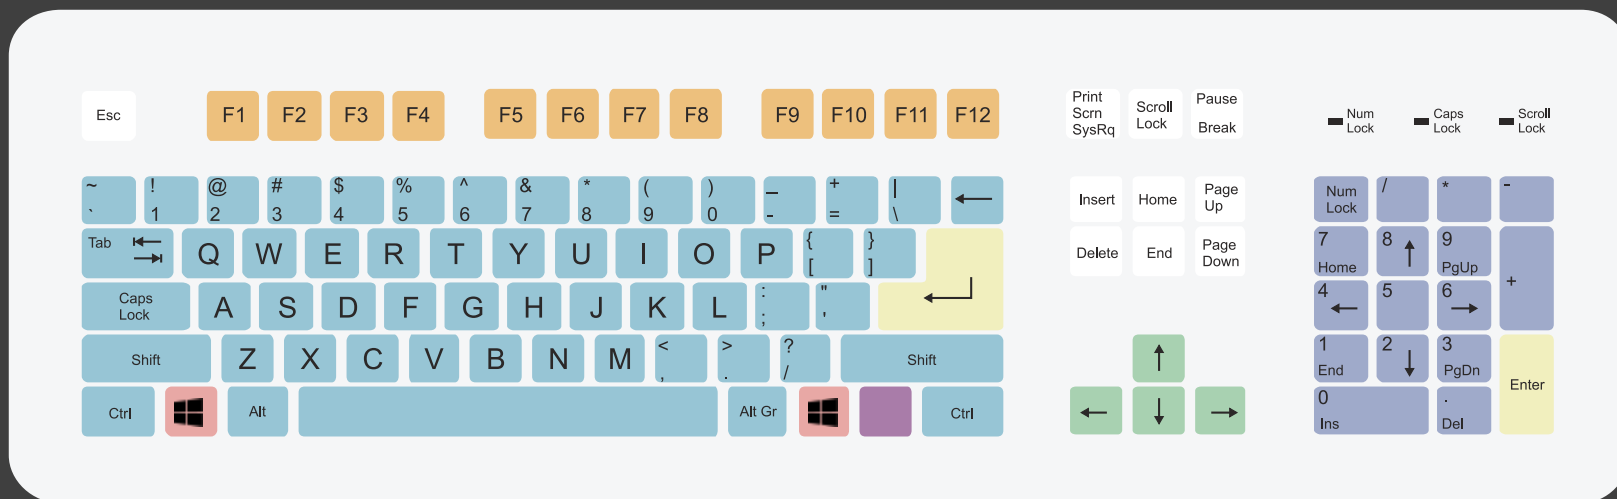 Esc F1 F2 F3 F4 F5 F6 F7 F8 F9 F10 F11 F12
Print
Scrn
SysRq
Scroll
Lock
Pause
Break
Num
Lock
Caps
Lock
Scroll
Lock
~ ! @ # $ % ^ & * ( ) _ + |
` 1 2 3 4 5 6 7 8 9 0 - = \ ←
Insert Home
Page
Up
Num
Lock
/ * -
Tab Q W E R T Y U I O P { }
[ ]
Delete End
Page
Down
7 8 ↑ 9
Home PgUp
+
Caps
Lock
A S D F G H J K L : "
; '
4 5 6
← →
Shift Z X C V B N M < > ? Shift
, . /
↑
1 2 ↓ 3
End PgDn
Enter
Ctrl Alt Alt Gr Ctrl
← ↓ →
0 .
Ins Del